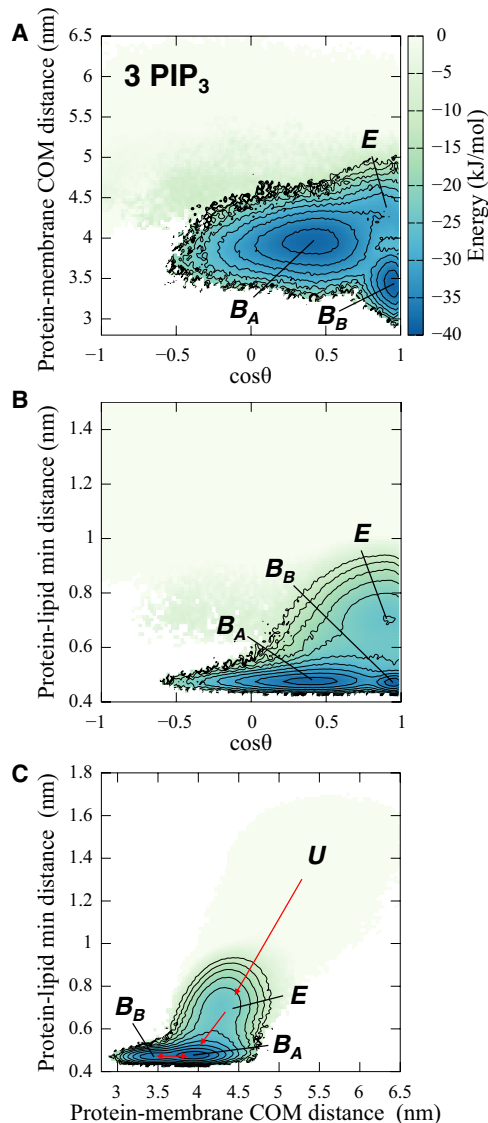 A
Protein-membrane COM distance (nm)
6.5
6
5.5
5
4.5
4
3.5
3
3 PIP3
E
BA
BB
−1 −0.5 0 0.5 1
cosθ
0
−5
−10
−15
−20
−25
−30
−35
−40
Energy (kJ/mol)
B
Protein-lipid min distance (nm)
1.4
1.2
1
0.8
0.6
0.4
E
BB
BA
−1 −0.5 0 0.5 1
cosθ
C
Protein-lipid min distance (nm)
1.8
1.6
1.4
1.2
1
0.8
0.6
0.4
U
E
BB
BA
3 3.5 4 4.5 5 5.5 6 6.5
Protein-membrane COM distance (nm)